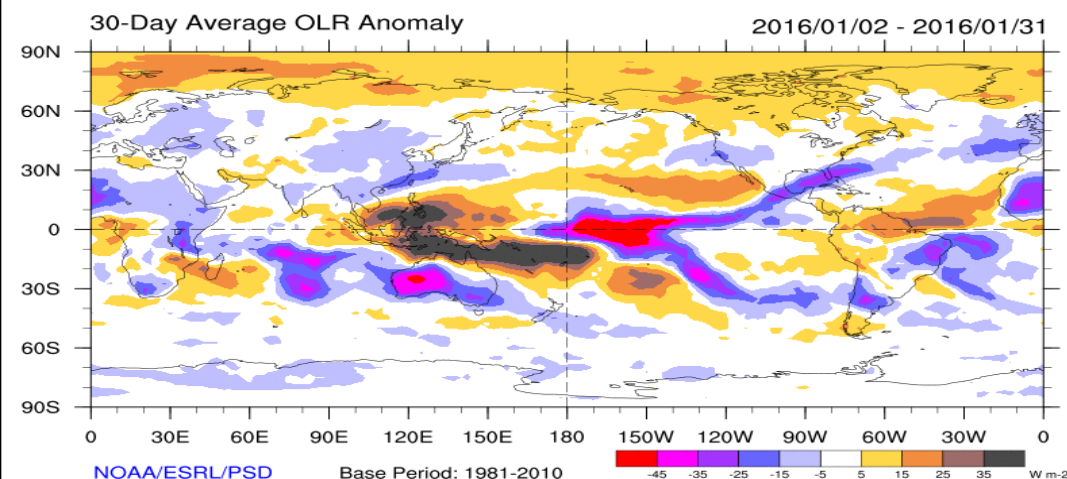 30-Day Average OLR Anomaly 2016/01/02 - 2016/01/31
90N
60N
30N
0
30S
60S
90S
0 30E 60E 90E 120E 150E 180 150W 120W 90W 60W 30W 0
NOAA/ESRL/PSD Base Period: 1981-2010
-45 -35 -25 -15 -5 5 15 25 35 W m-2